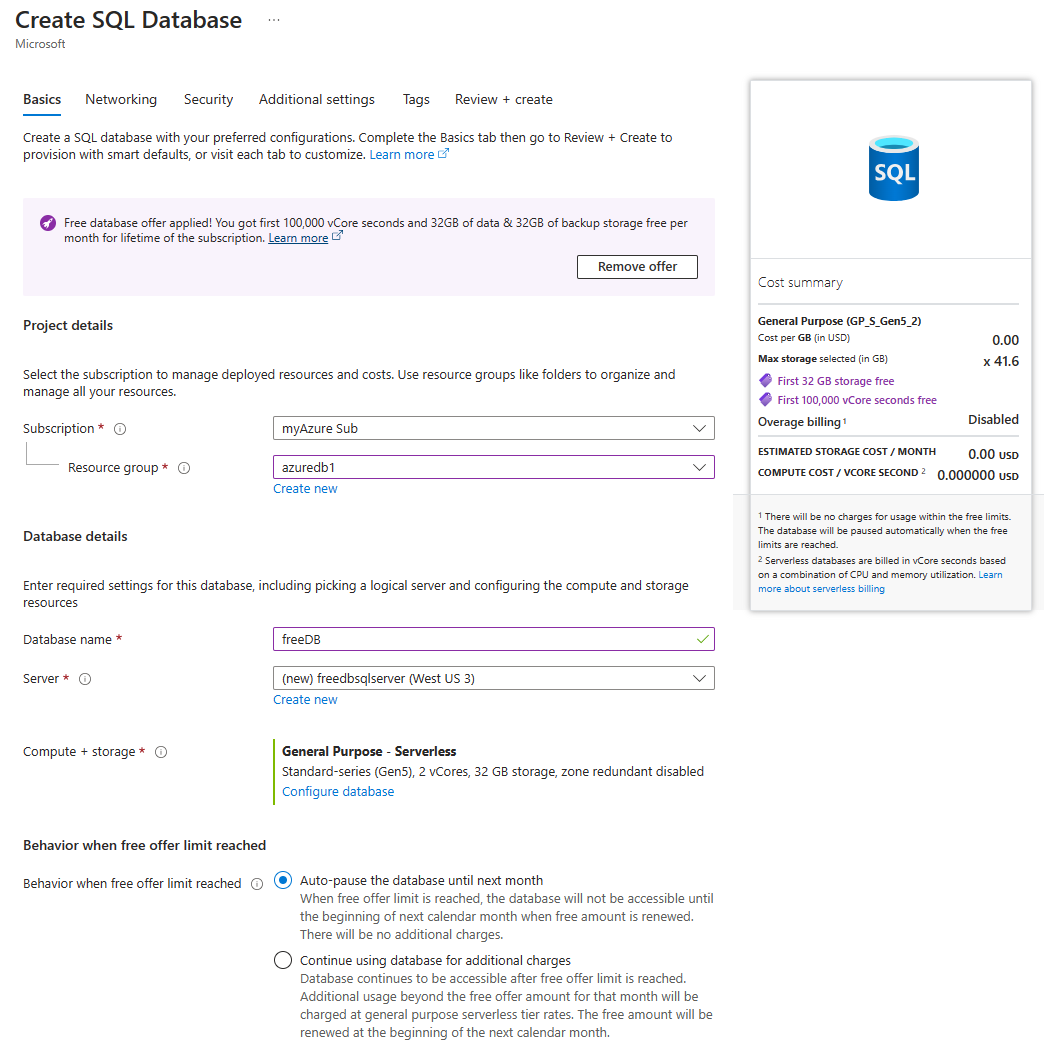 Create SQL Database ...
Microsoft
Basics Networking Security Additional settings Tags Review + create
Create a SQL database with your preferred configurations. Complete the Basics tab then go to Review + Create to
provision with smart defaults, or visit each tab to customize. Learn more
Free database offer applied! You got first 100,000 vCore seconds and 32GB of data & 32GB of backup storage free per
month for lifetime of the subscription. Learn more
Remove offer
Project details
Select the subscription to manage deployed resources and costs. Use resource groups like folders to organize and
manage all your resources.
Subscription *
myAzure Sub
Resource group *
azuredb1
Create new
Database details
Enter required settings for this database, including picking a logical server and configuring the compute and storage
resources
Database name *
freeDB
Server *
(new) freedbsqlserver (West US 3)
Create new
Compute + storage *
General Purpose - Serverless
Standard-series (Gen5), 2 vCores, 32 GB storage, zone redundant disabled
Configure database
Behavior when free offer limit reached
Behavior when free offer limit reached
Auto-pause the database until next month
When free offer limit is reached, the database will not be accessible until
the beginning of next calendar month when free amount is renewed.
There will be no additional charges.
Continue using database for additional charges
Database continues to be accessible after free offer limit is reached.
Additional usage beyond the free offer amount for that month will be
charged at general purpose serverless tier rates. The free amount will be
renewed at the beginning of the next calendar month.
SQL
Cost summary
General Purpose (GP_S_Gen5_2)
Cost per GB (in USD) 0.00
Max storage selected (in GB) x 41.6
First 32 GB storage free
First 100,000 vCore seconds free
Overage billing 1 Disabled
ESTIMATED STORAGE COST / MONTH 0.00 USD
COMPUTE COST / VCORE SECOND 2 0.000000 USD
1 There will be no charges for usage within the free limits.
The database will be paused automatically when the free
limits are reached.
2 Serverless databases are billed in vCore seconds based
on a combination of CPU and memory utilization. Learn
more about serverless billing